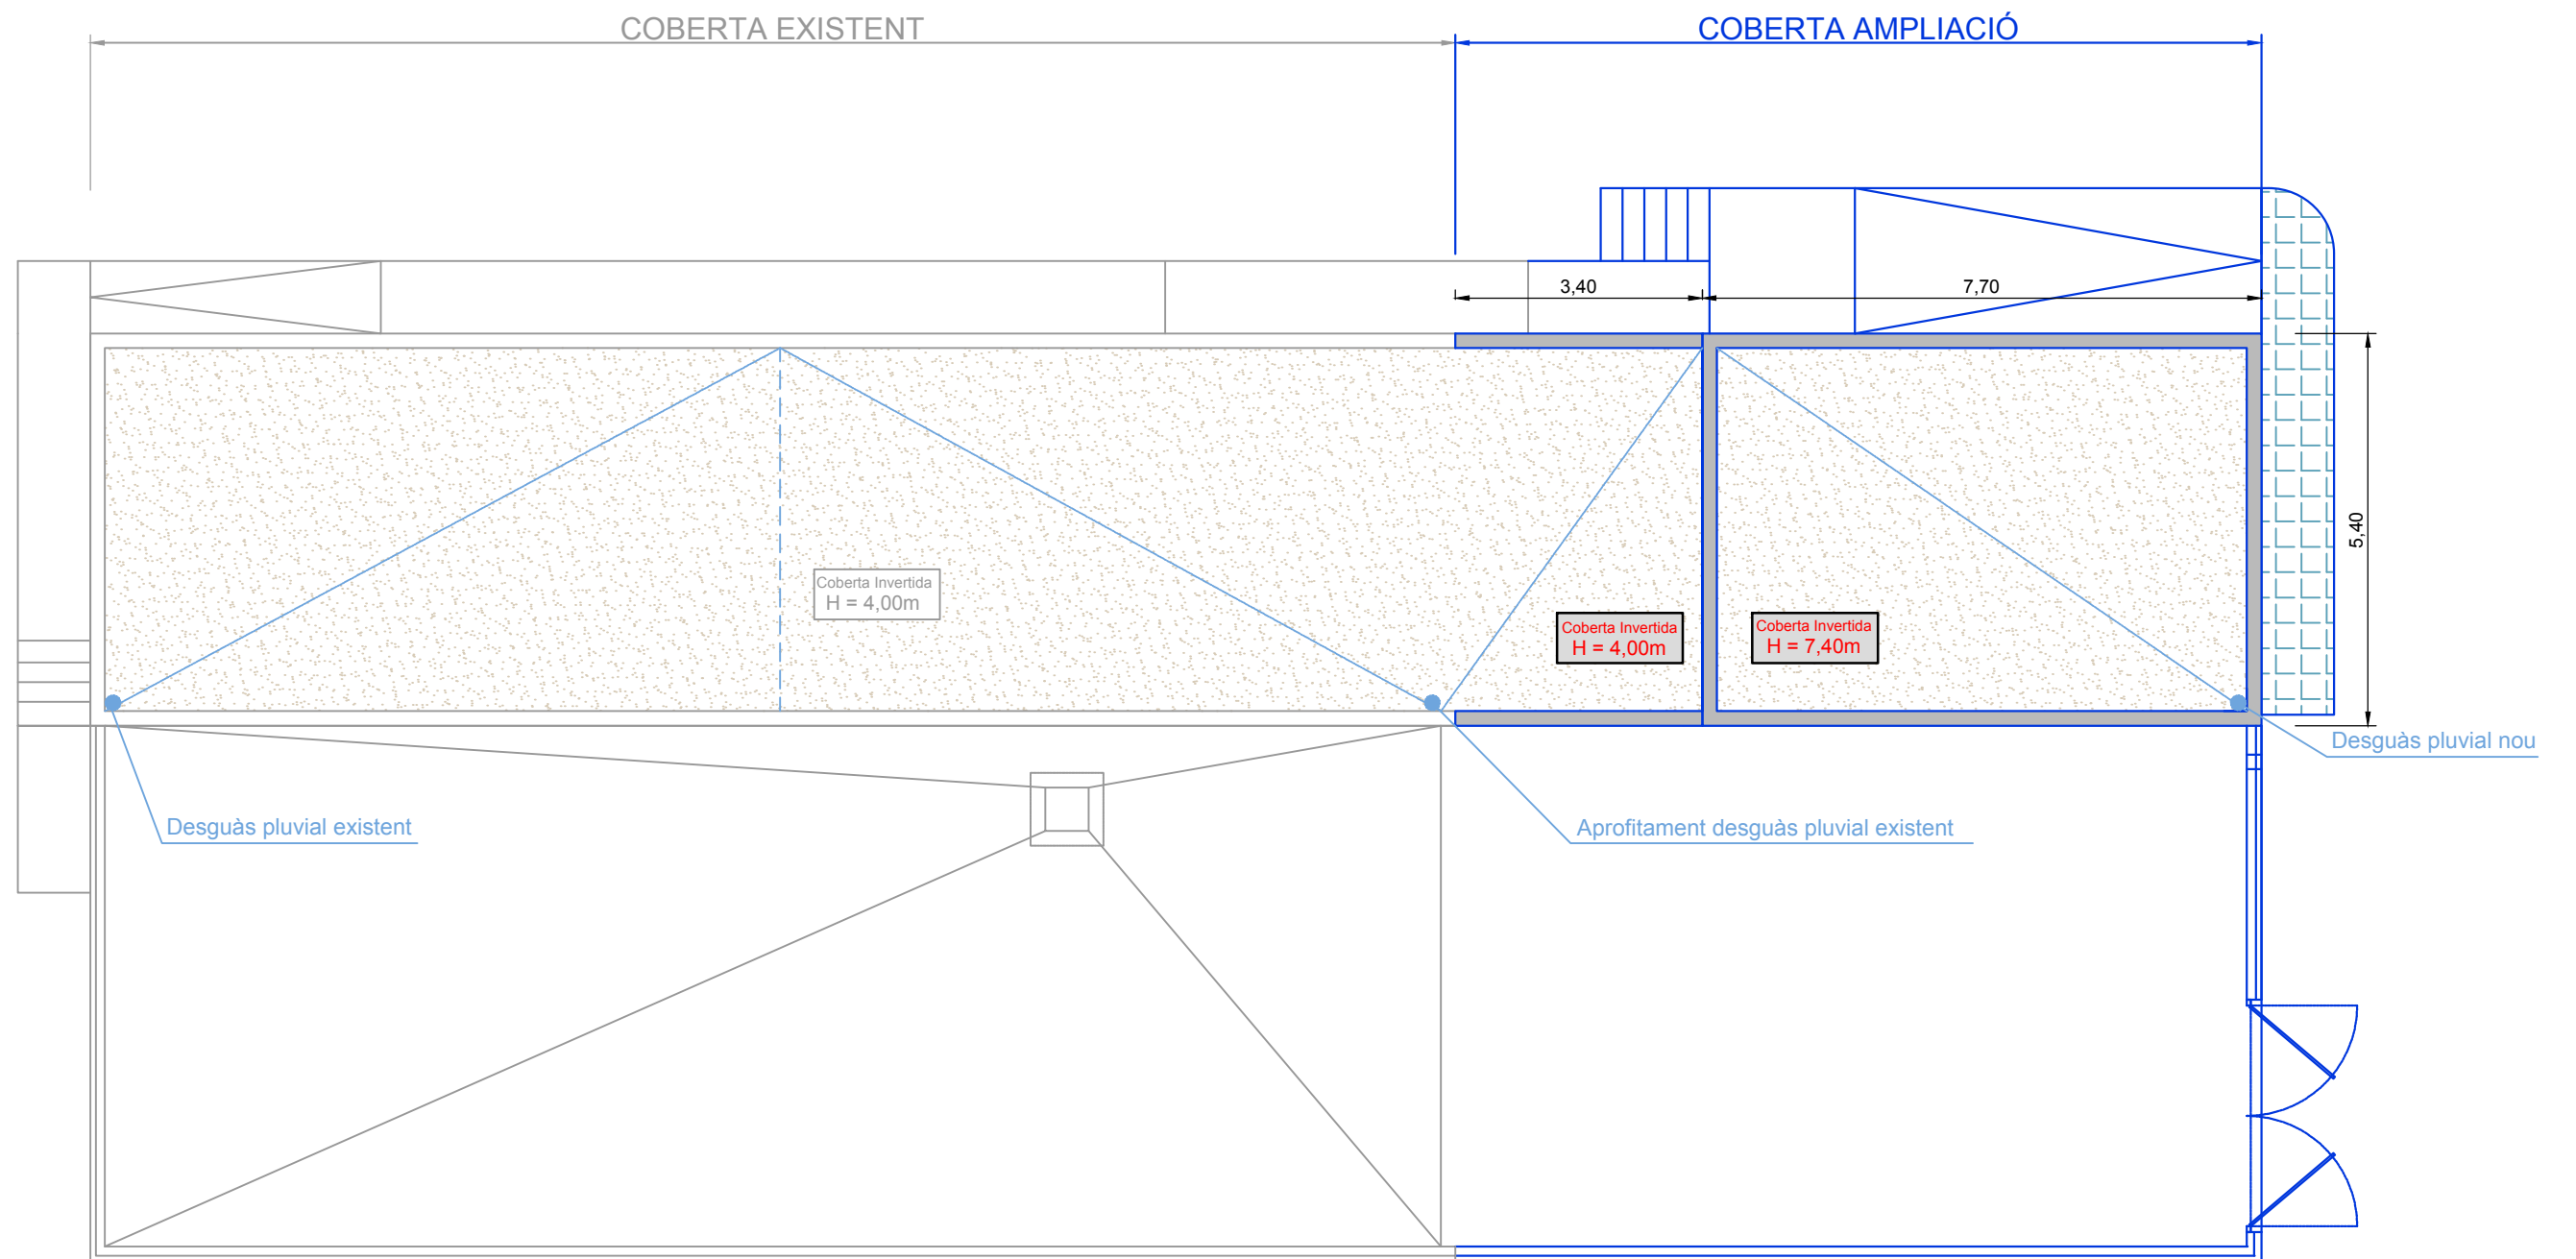 COBERTA EXISTENT
COBERTA AMPLIACIÓ
3,40
7,70
5,40
Coberta Invertida
H = 4,00m
Coberta Invertida
H = 4,00m
Coberta Invertida
H = 7,40m
Desguàs pluvial nou
Desguàs pluvial existent
Aprofitament desguàs pluvial existent